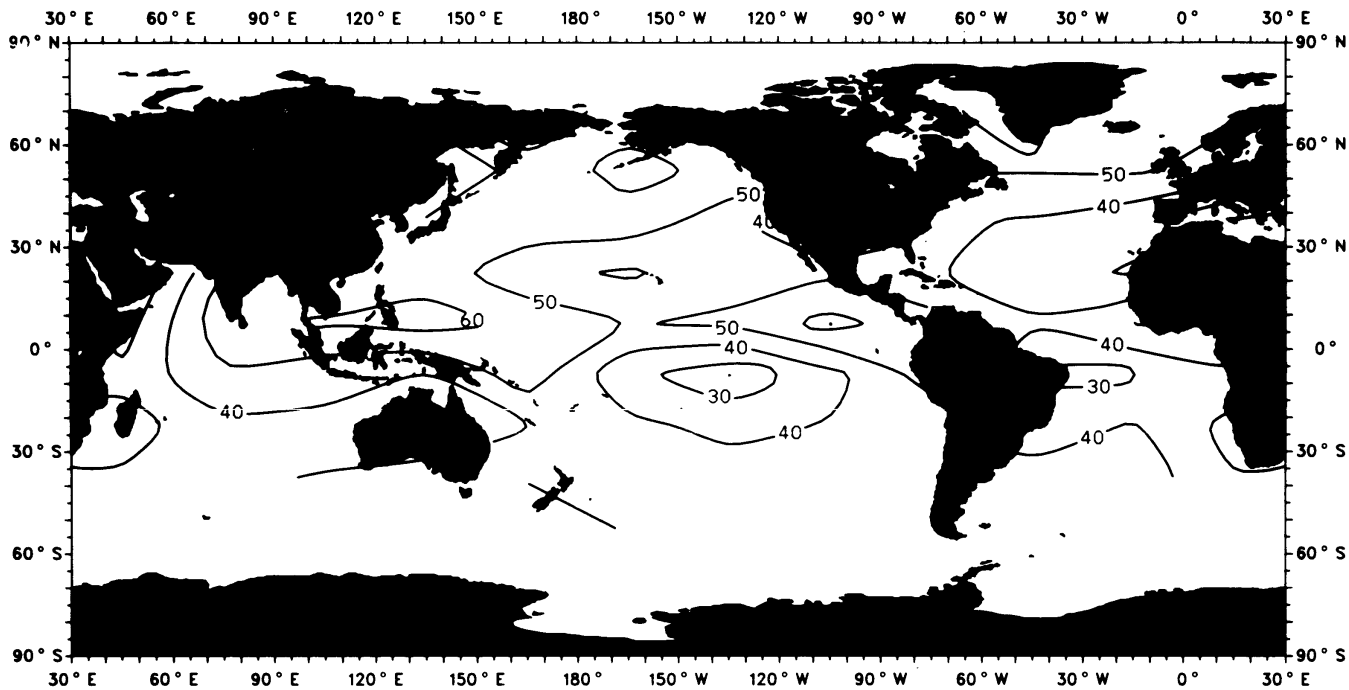 30° E 60° E 90° E 120° E 150° E 180° 150° W 120° W 90° W 60° W 30° W 0° 30° E
90° N 90° N
60° N 60° N
50
50 40
40
30° N 30° N
50
60 50
0° 40 40 0°
30 30
40
40 40
30° S 30° S
60° S 60° S
90° S 90° S
30° E 60° E 90° E 120° E 150° E 180° 150° W 120° W 90° W 60° W 30° W 0° 30° E